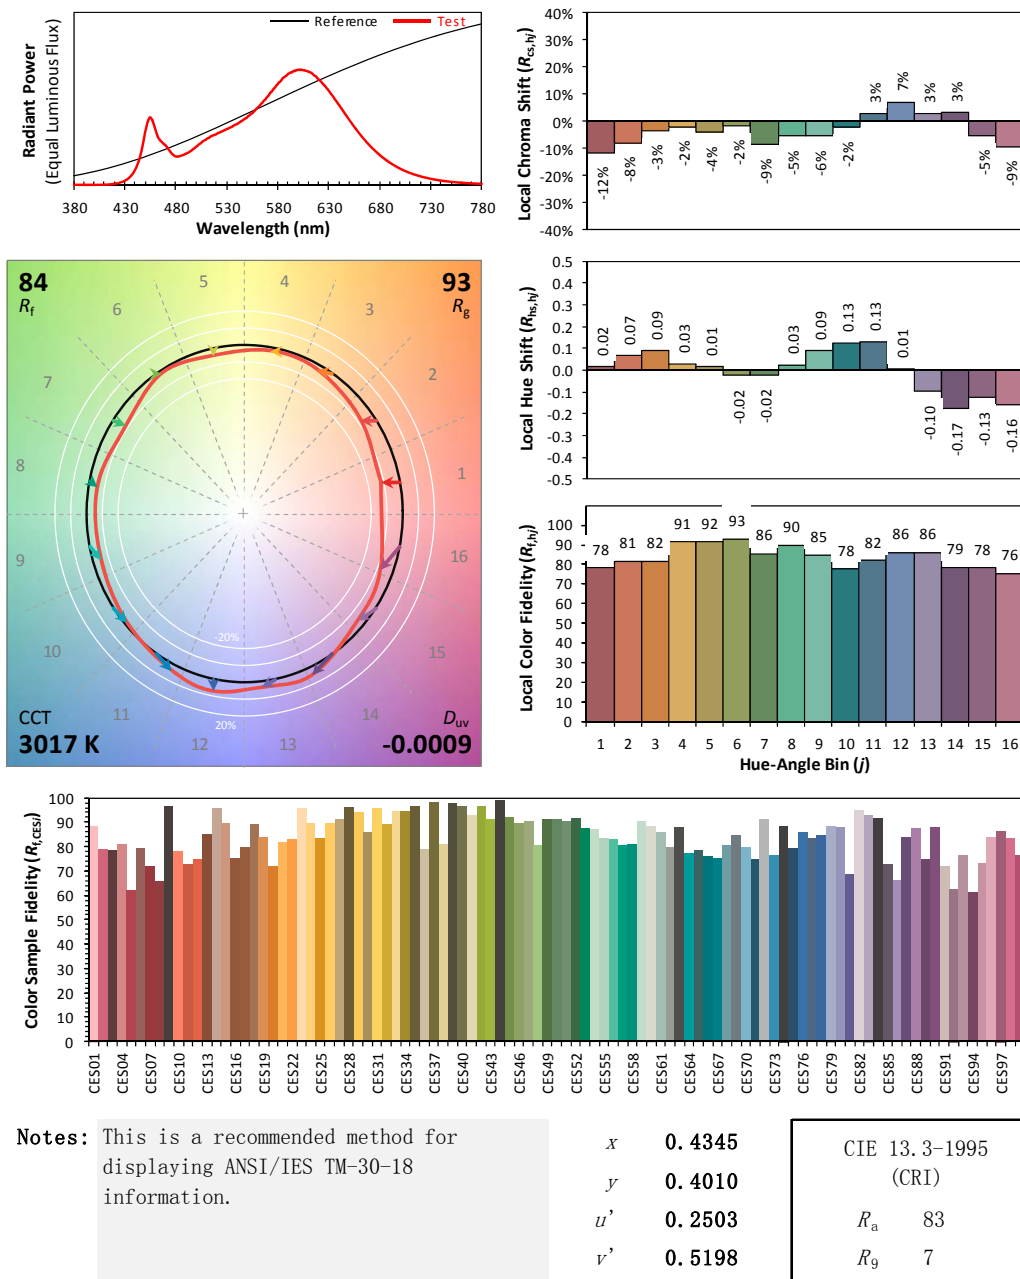 Reference Test
Radiant Power
(Equal Luminous Flux)
380 430 480 530 580 630 680 730 780
Wavelength (nm)
Local Chroma Shift (Rcs,hj)
40%
30%
20%
10%
0%
-10%
-20%
-30%
-40%
-12% -8% -3% -2% -4% -2% -9% -5% -6% -2% 3% 7% 3% 3% -5% -9%
84
Rf
93
Rg
5 4
6 3
7 2
8 1
9 16
10 15
11 14
12 13
-20%
20%
CCT
3017 K
Duv
-0.0009
Local Hue Shift (Rhs,hj)
0.5
0.4
0.3
0.2
0.1
0.0
-0.1
-0.2
-0.3
-0.4
-0.5
0.02 0.07 0.09 0.03 0.01 -0.02 -0.02 0.03 0.09 0.13 0.13 0.01 -0.10 -0.17 -0.13 -0.16
Local Color Fidelity (Rf,hj)
100
90
80
70
60
50
40
30
20
10
0
78 81 82 91 92 93 86 90 85 78 82 86 86 79 78 76
1 2 3 4 5 6 7 8 9 10 11 12 13 14 15 16
Hue-Angle Bin (j)
Color Sample Fidelity (Rf,CESi)
100
90
80
70
60
50
40
30
20
10
0
CES01 CES04 CES07 CES10 CES13 CES16 CES19 CES22 CES25 CES28 CES31 CES34 CES37 CES40 CES43 CES46 CES49 CES52 CES55 CES58 CES61 CES64 CES67 CES70 CES73 CES76 CES79 CES82 CES85 CES88 CES91 CES94 CES97
Notes: This is a recommended method for
displaying ANSI/IES TM-30-18
information.
x 0.4345
y 0.4010
u' 0.2503
v' 0.5198
CIE 13.3-1995
(CRI)
Ra 83
R9 7